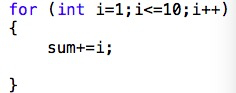 for (int i=1;i<=10;i++)
{
    sum+=i;
}